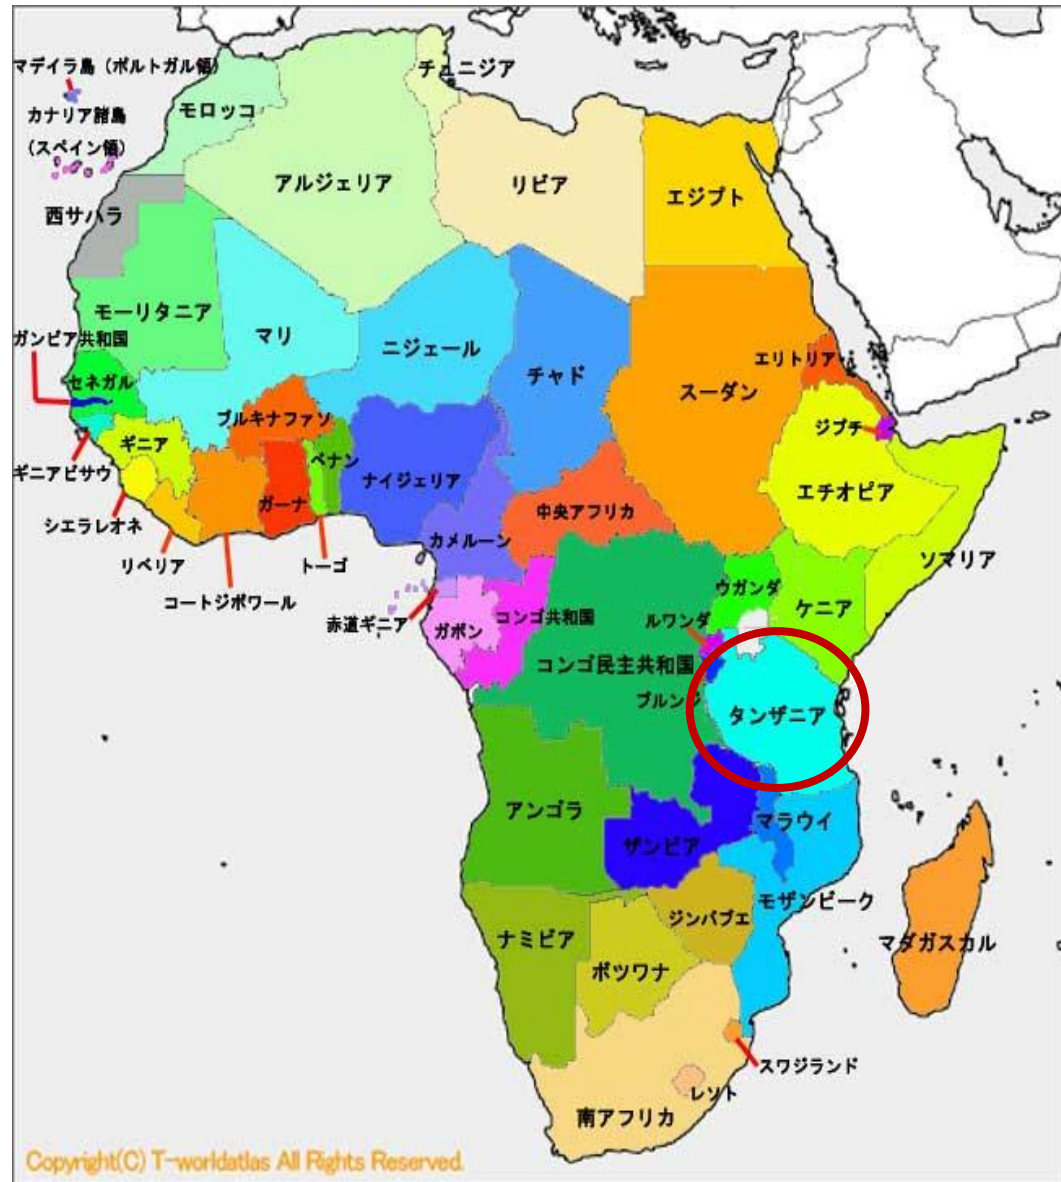 マデイラ島（ポルトガル領）
チュニジア
モロッコ
カナリア諸島
（スペイン領）
アルジェリア
リビア
エジプト
西サハラ
モーリタニア
マリ
ニジェール
チャド
スーダン
エリトリア
ガンビア共和国
セネガル
ブルキナファソ
ジプチ
ギニア
ベナン
ギニアビサウ
ナイジェリア
エチオピア
ガーナ
中央アフリカ
シエラレオネ
カメルーン
ソマリア
リベリア
トーゴ
コートジボワール
ウガンダ
ケニア
赤道ギニア
ガボン
コンゴ共和国
ルワンダ
コンゴ民主共和国
ブルンジ
タンザニア
アンゴラ
マラウイ
ザンビア
モザンビーク
ジンバブエ
ナミビア
マダガスカル
ボツワナ
スワジランド
レソト
南アフリカ
Copyright(C) T-worldatlas All Rights Reserved.